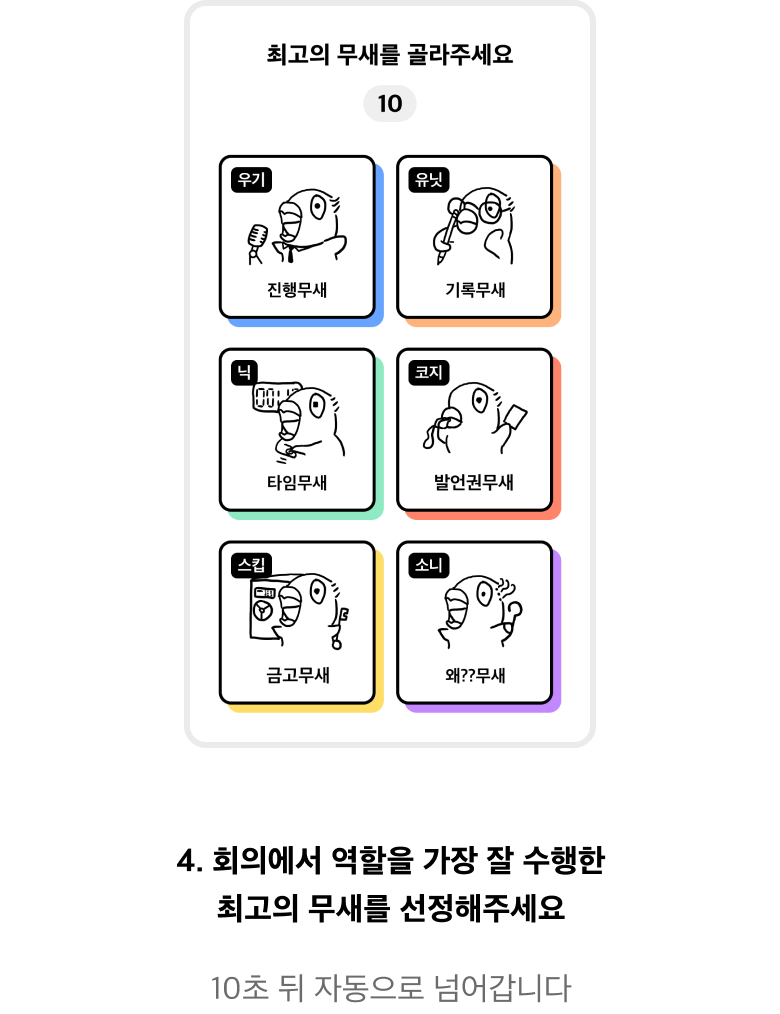 최고의 무새를 골라주세요
10
우기
진행무새
유닛
기록무새
닉
타임무새
코지
발언권무새
스킵
금고무새
소니
왜??무새
4. 회의에서 역할을 가장 잘 수행한
최고의 무새를 선정해주세요
10초 뒤 자동으로 넘어갑니다